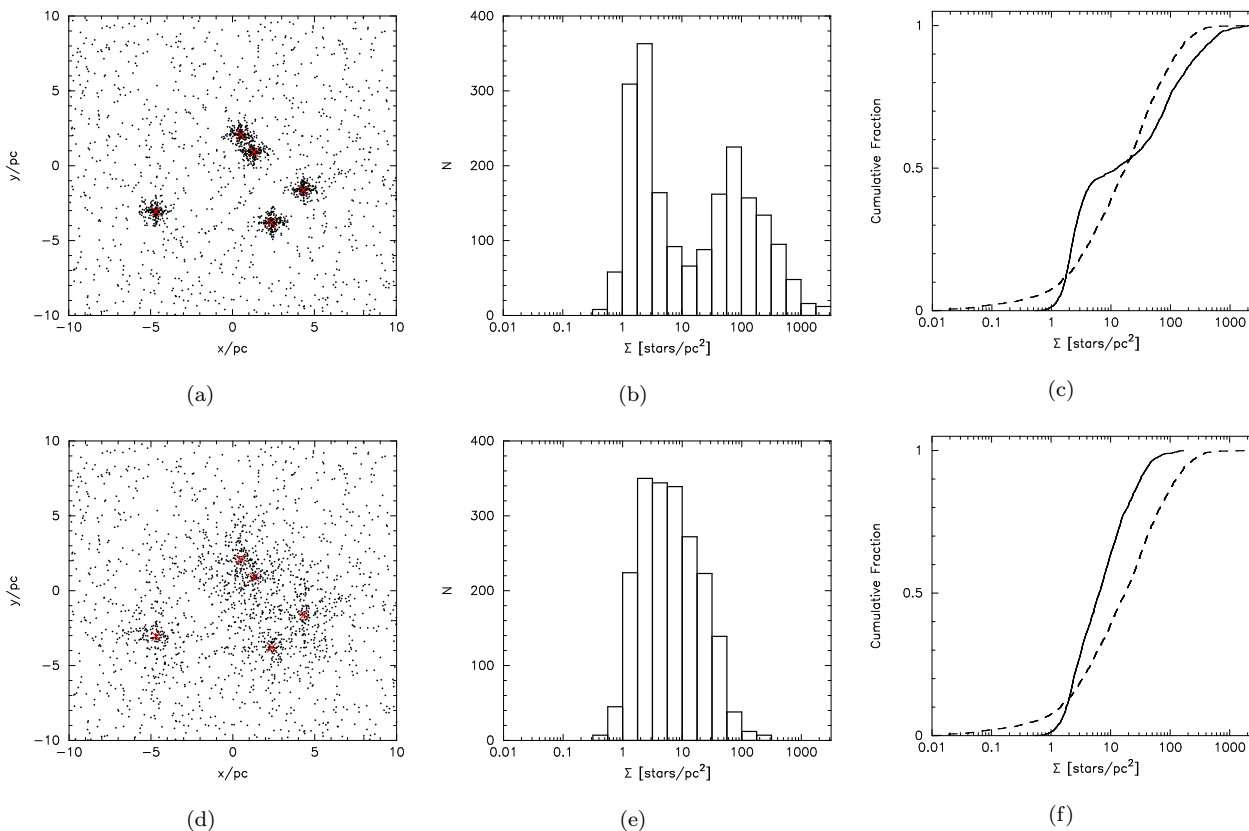 10
5
0
−5
−10
−10 −5 0 5 10
y/pc
x/pc
(a)
400
300
200
100
0
0.01 0.1 1 10 100 1000
N
Σ [stars/pc²]
(b)
1
0.5
0
0.01 0.1 1 10 100 1000
Cumulative Fraction
Σ [stars/pc²]
(c)
10
5
0
−5
−10
−10 −5 0 5 10
y/pc
x/pc
(d)
400
300
200
100
0
0.01 0.1 1 10 100 1000
N
Σ [stars/pc²]
(e)
1
0.5
0
0.01 0.1 1 10 100 1000
Cumulative Fraction
Σ [stars/pc²]
(f)